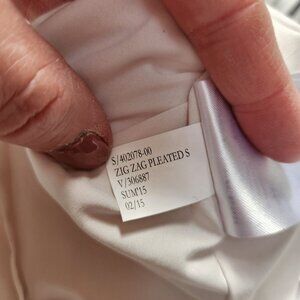 S/402078-00
ZIG ZAG PLEATED S
V/306887
SUM'15
02/15